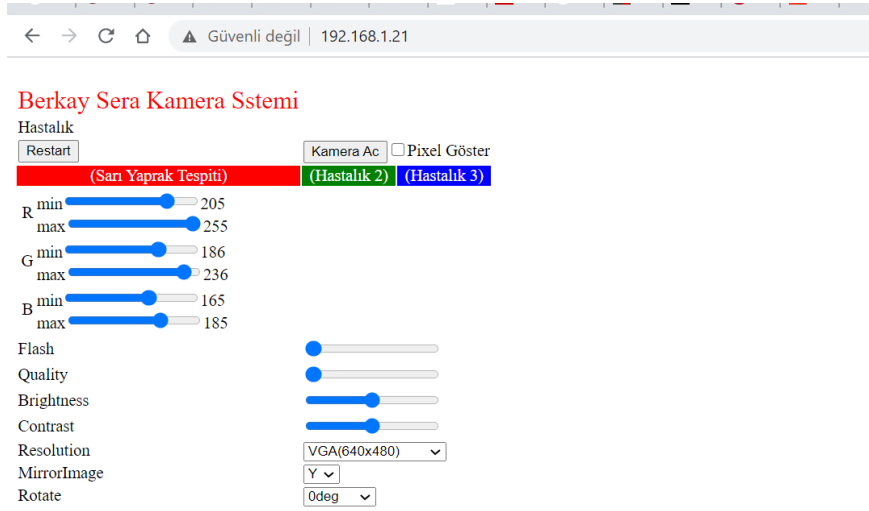 Güvenli değil 192.168.1.21
Berkay Sera Kamera Sstemi
Hastalık
Restart Kamera Ac Pixel Göster
(Sarı Yaprak Tespiti) (Hastalık 2) (Hastalık 3)
R min 205
max 255
G min 186
max 236
B min 165
max 185
Flash
Quality
Brightness
Contrast
Resolution VGA(640x480)
MirrorImage Y
Rotate 0deg